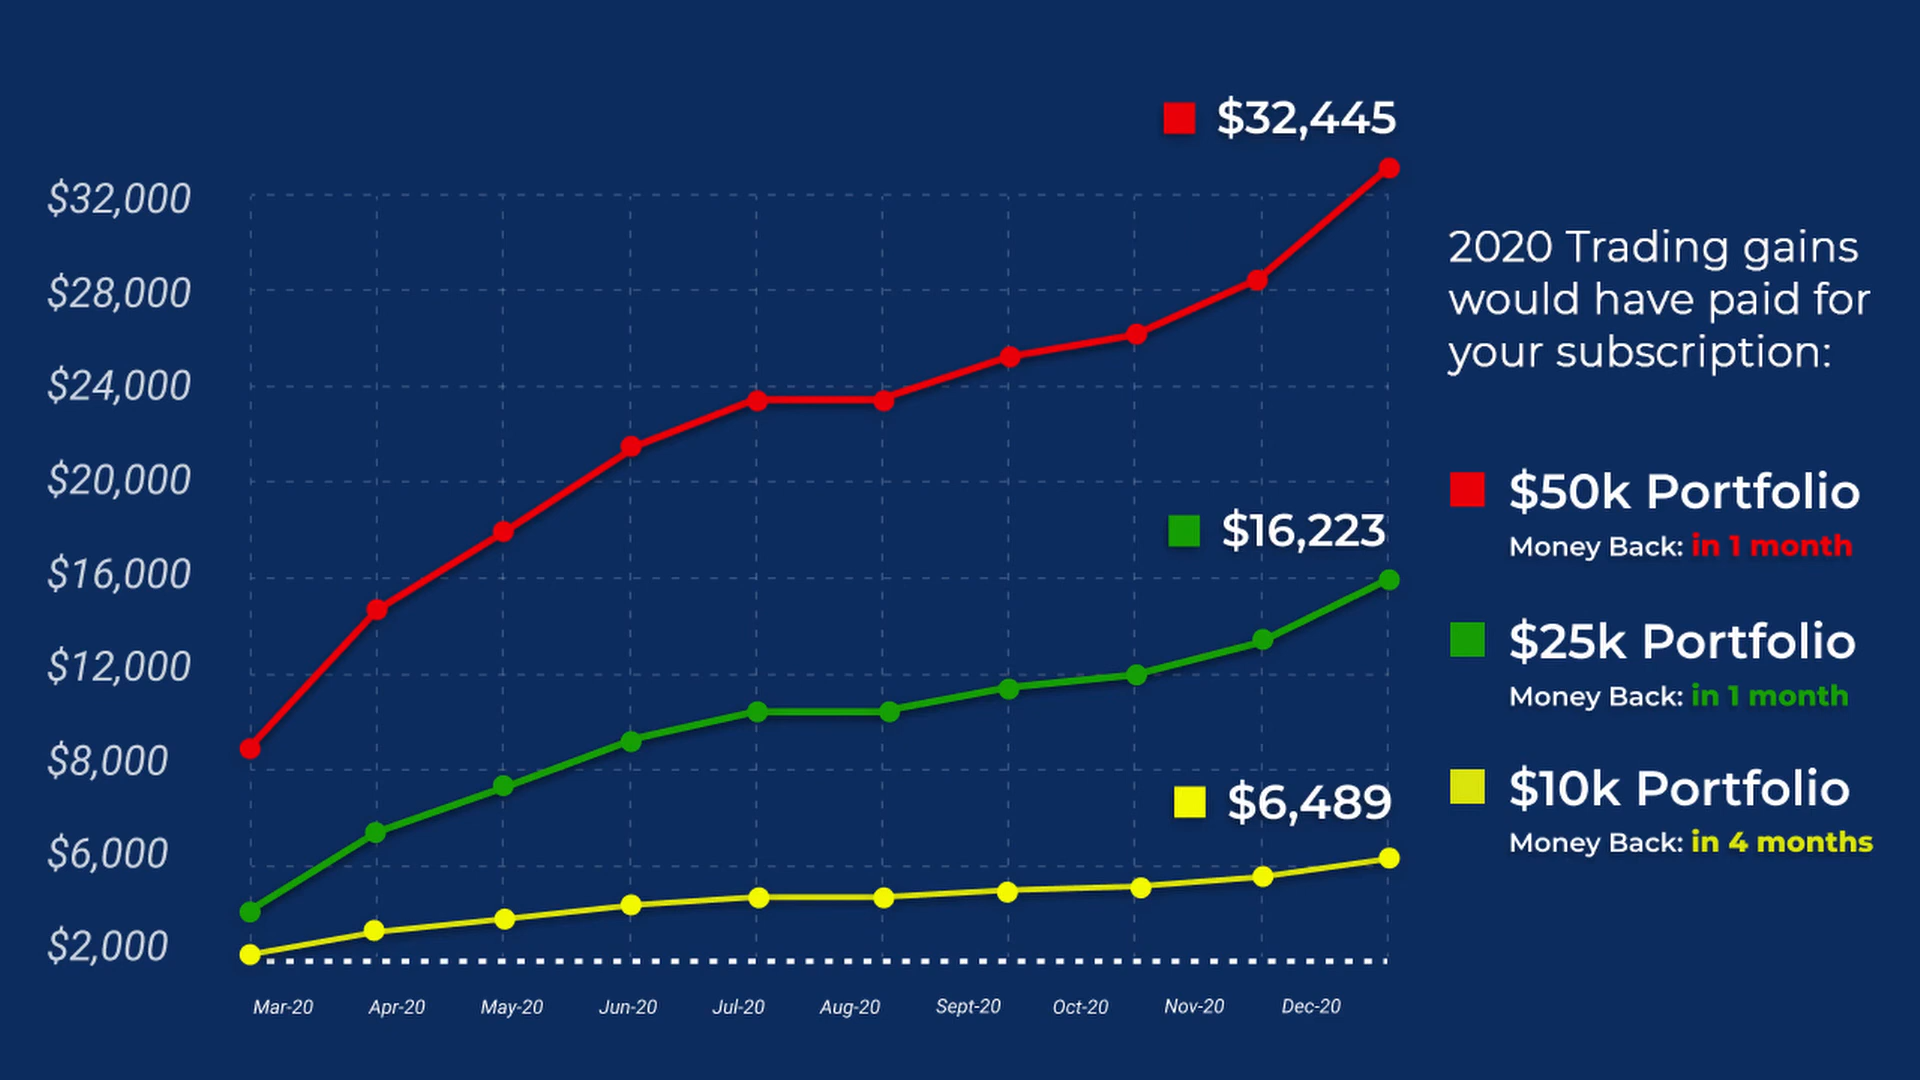 $32,445
$32,000
$28,000
$24,000
$20,000
$16,000
$12,000
$8,000
$6,000
$2,000
$16,223
$6,489
Mar-20 Apr-20 May-20 Jun-20 Jul-20 Aug-20 Sept-20 Oct-20 Nov-20 Dec-20
2020 Trading gains
would have paid for
your subscription:
$50k Portfolio
Money Back: in 1 month
$25k Portfolio
Money Back: in 1 month
$10k Portfolio
Money Back: in 4 months